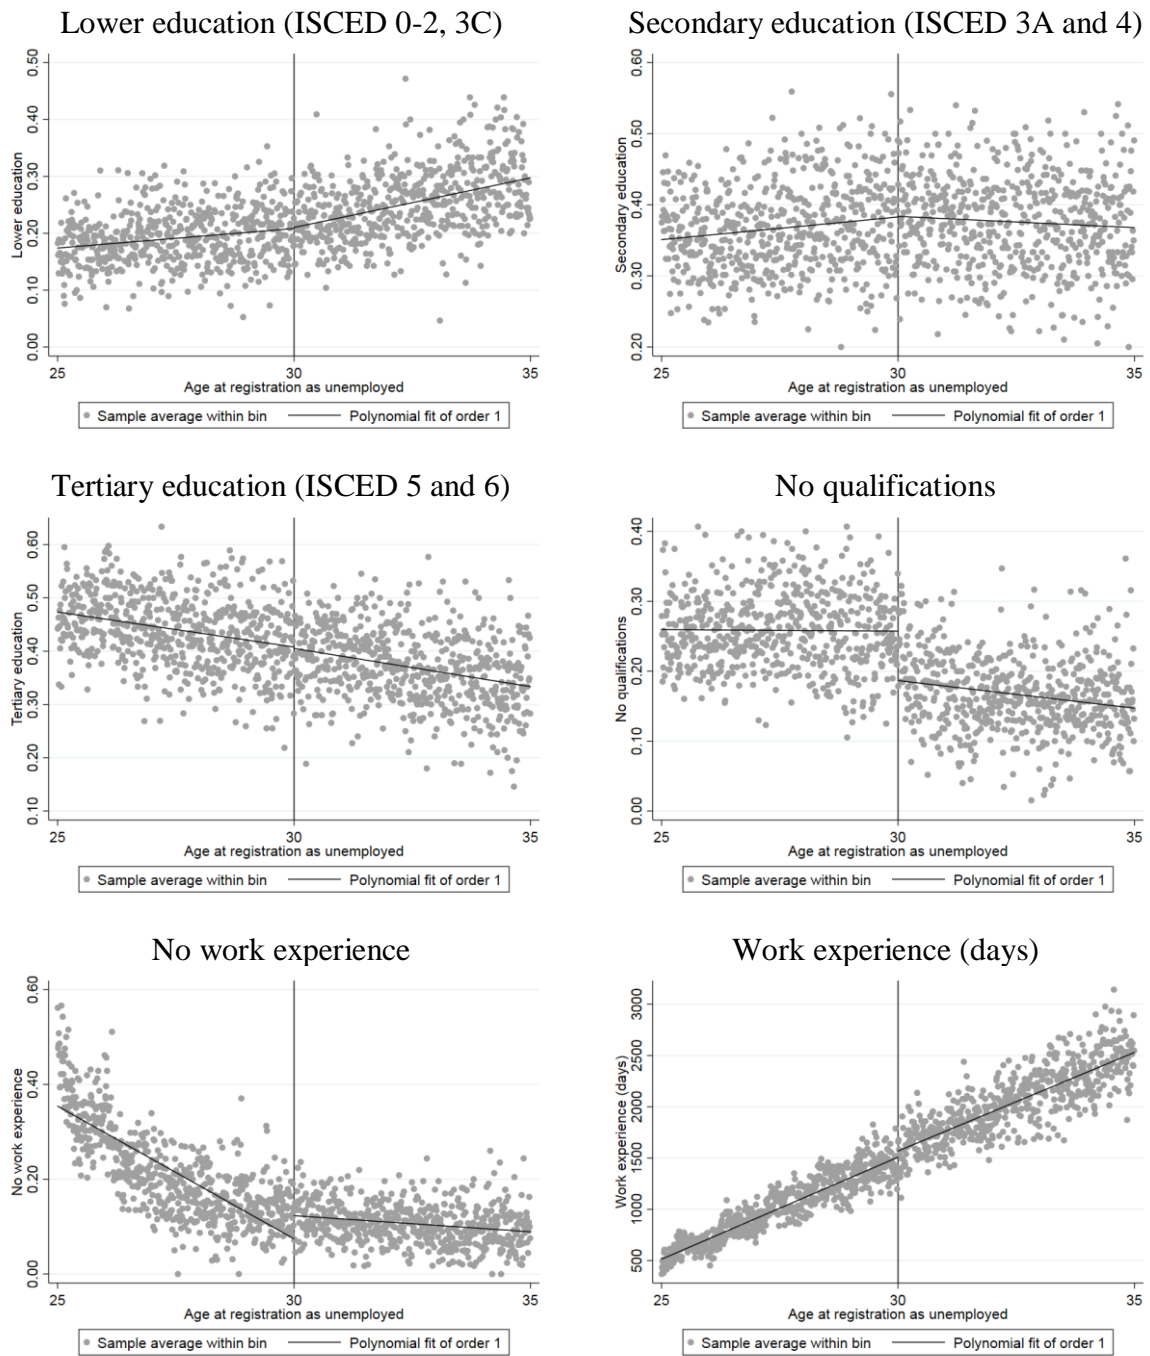 Lower education (ISCED 0-2, 3C)
0.50
0.40
0.30
0.20
0.10
0.00
Lower education
25 30 35
Age at registration as unemployed
Sample average within bin Polynomial fit of order 1
Secondary education (ISCED 3A and 4)
0.60
0.50
0.40
0.30
0.20
Secondary education
25 30 35
Age at registration as unemployed
Sample average within bin Polynomial fit of order 1
Tertiary education (ISCED 5 and 6)
0.60
0.50
0.40
0.30
0.20
0.10
Tertiary education
25 30 35
Age at registration as unemployed
Sample average within bin Polynomial fit of order 1
No qualifications
0.40
0.30
0.20
0.10
0.00
No qualifications
25 30 35
Age at registration as unemployed
Sample average within bin Polynomial fit of order 1
No work experience
0.60
0.40
0.20
0.00
No work experience
25 30 35
Age at registration as unemployed
Sample average within bin Polynomial fit of order 1
Work experience (days)
3000
2500
2000
1500
1000
500
Work experience (days)
25 30 35
Age at registration as unemployed
Sample average within bin Polynomial fit of order 1